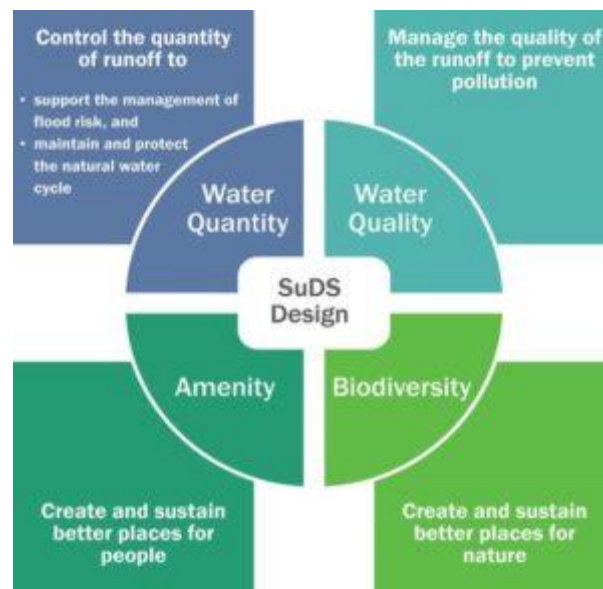 Control the quantity
of runoff to
• support the management of
flood risk, and
• maintain and protect
the natural water
cycle
Manage the quality of
the runoff to prevent
pollution
Water
Quantity
Water
Quality
SuDS
Design
Amenity
Biodiversity
Create and sustain
better places for
people
Create and sustain
better places for
nature